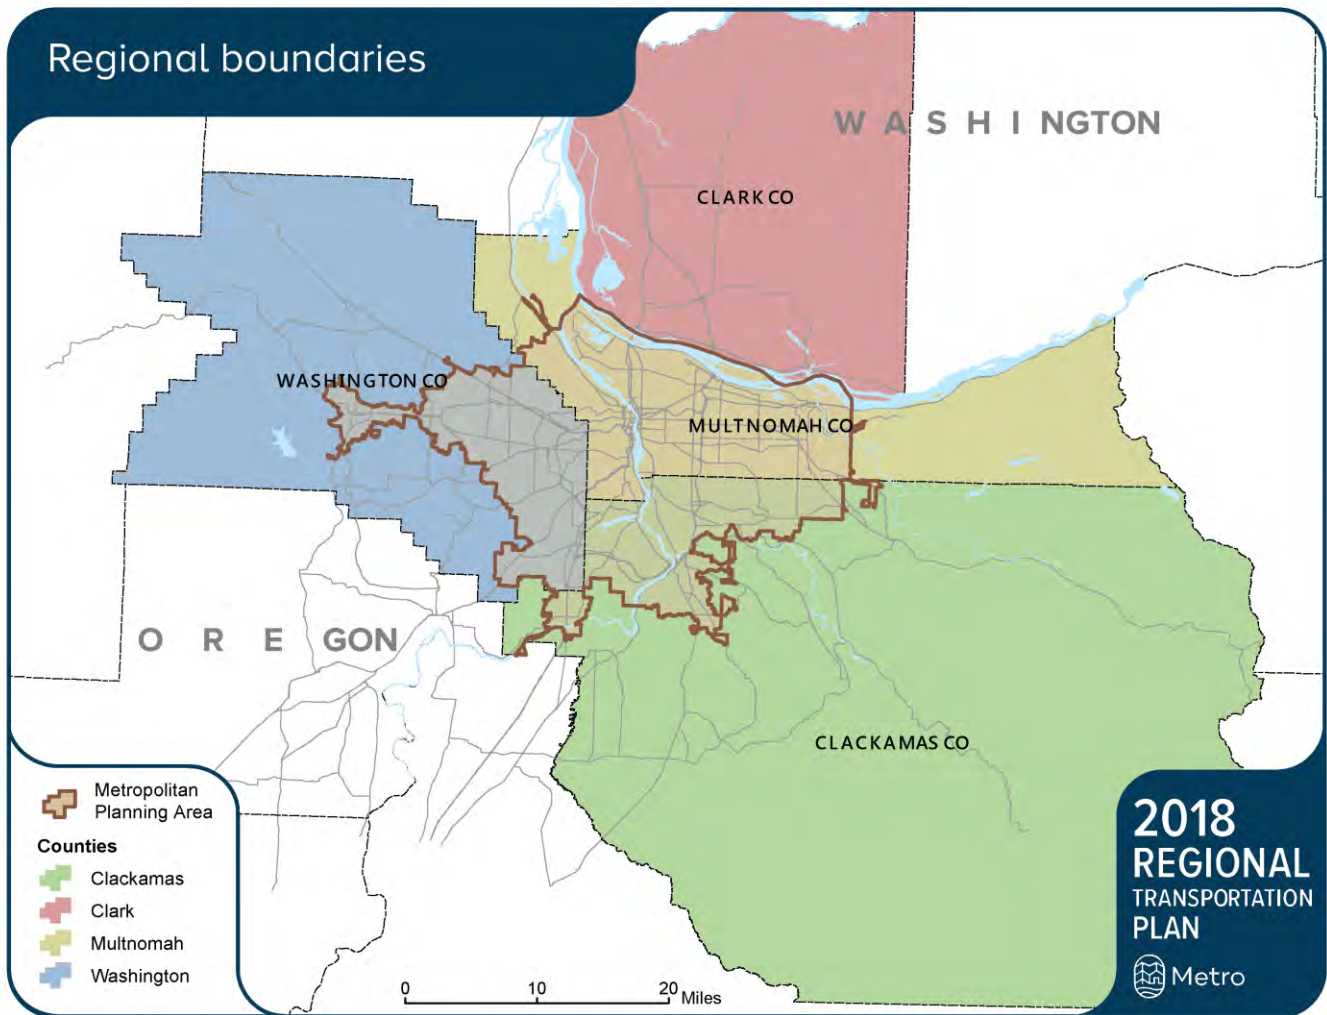 Regional boundaries
W A S H I NGTON
CLARK CO
WASHINGTON CO
MULTNOMAH CO
O R E GON
CLACKAMAS CO
Metropolitan
Planning Area
Counties
Clackamas
Clark
Multnomah
Washington
0 10 20 Miles
2018
REGIONAL
TRANSPORTATION
PLAN
Metro